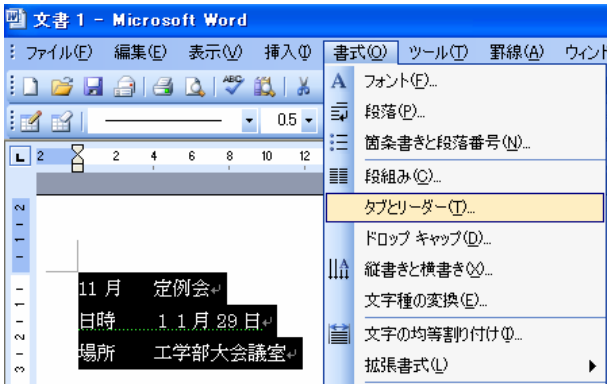 文書 1 - Microsoft Word
ファイル(F) 編集(E) 表示(V) 挿入(I) 書式(O) ツール(T) 罫線(A) ウィン
ABC
0.5
2 2 4 6 8 10 12
フォント(F)...
段落(P)...
箇条書きと段落番号(N)...
段組み(C)...
タブとリーダー(T)...
ドロップ キャップ(D)...
縦書きと横書き(X)...
文字種の変換(E)...
文字の均等割り付け(I)...
拡張書式(L)
2 1 1 2 3
11 月 定例会
日時 11月 29 日
場所 工学部大会議室